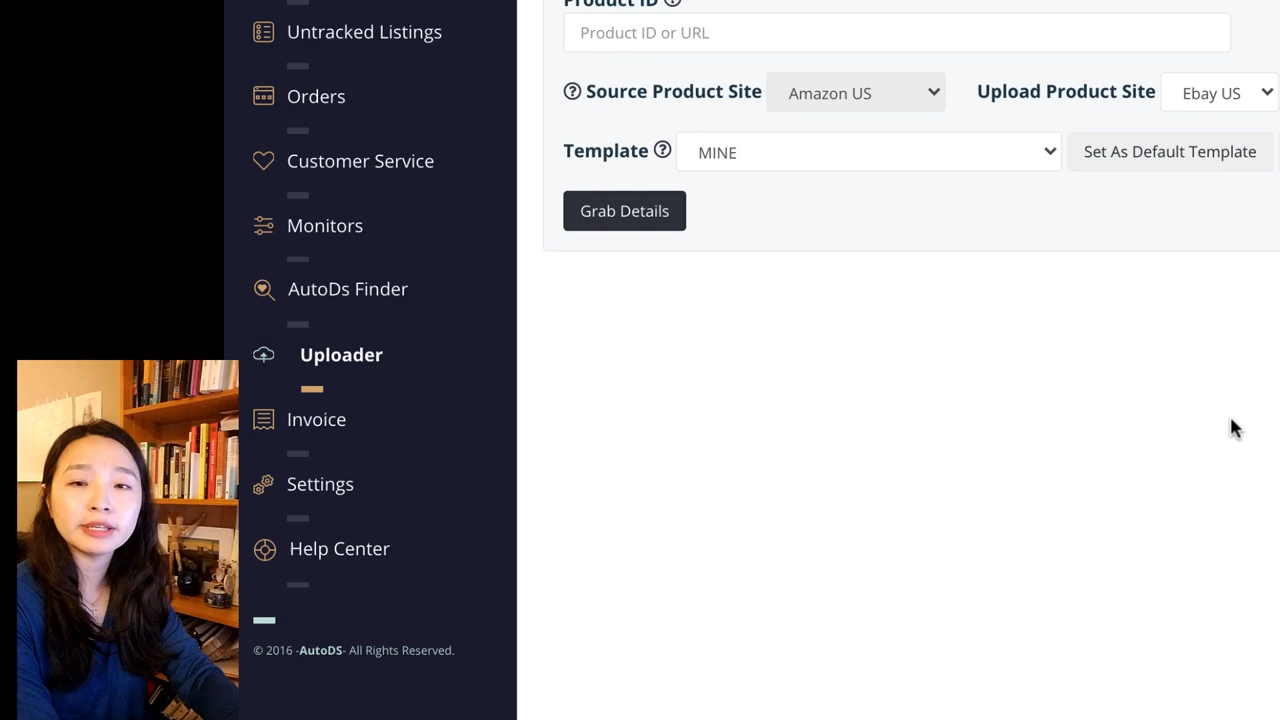 Product ID
Untracked Listings
Product ID or URL
Orders
Source Product Site
Amazon US
Upload Product Site
Ebay US
Customer Service
Template
MINE
Set As Default Template
Monitors
Grab Details
AutoDs Finder
Uploader
Invoice
Settings
Help Center
© 2016 -AutoDS- All Rights Reserved.